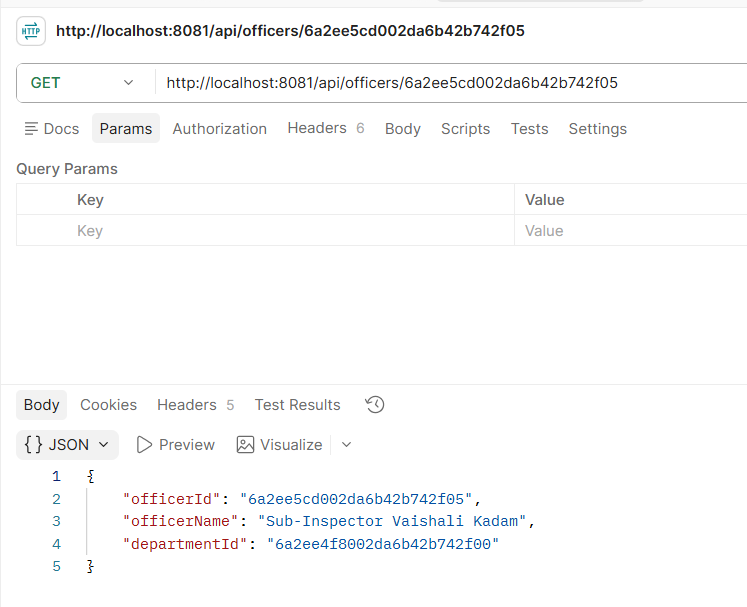 HTTP http://localhost:8081/api/officers/6a2ee5cd002da6b42b742f05
GET http://localhost:8081/api/officers/6a2ee5cd002da6b42b742f05
Docs Params Authorization Headers 6 Body Scripts Tests Settings
Query Params
Key Value
Key Value
Body Cookies Headers 5 Test Results
{} JSON Preview Visualize
1 {
2 "officerId": "6a2ee5cd002da6b42b742f05",
3 "officerName": "Sub-Inspector Vaishali Kadam",
4 "departmentId": "6a2ee4f8002da6b42b742f00"
5 }